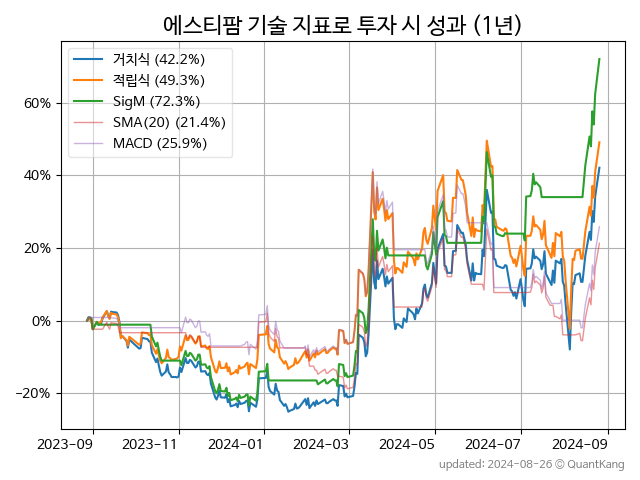 에스티팜 기술 지표로 투자 시 성과 (1년)
거치식 (42.2%)
적립식 (49.3%)
SigM (72.3%)
SMA(20) (21.4%)
MACD (25.9%)
60%
40%
20%
0%
−20%
2023-09
2023-11
2024-01
2024-03
2024-05
2024-07
2024-09
updated: 2024-08-26 © QuantKang